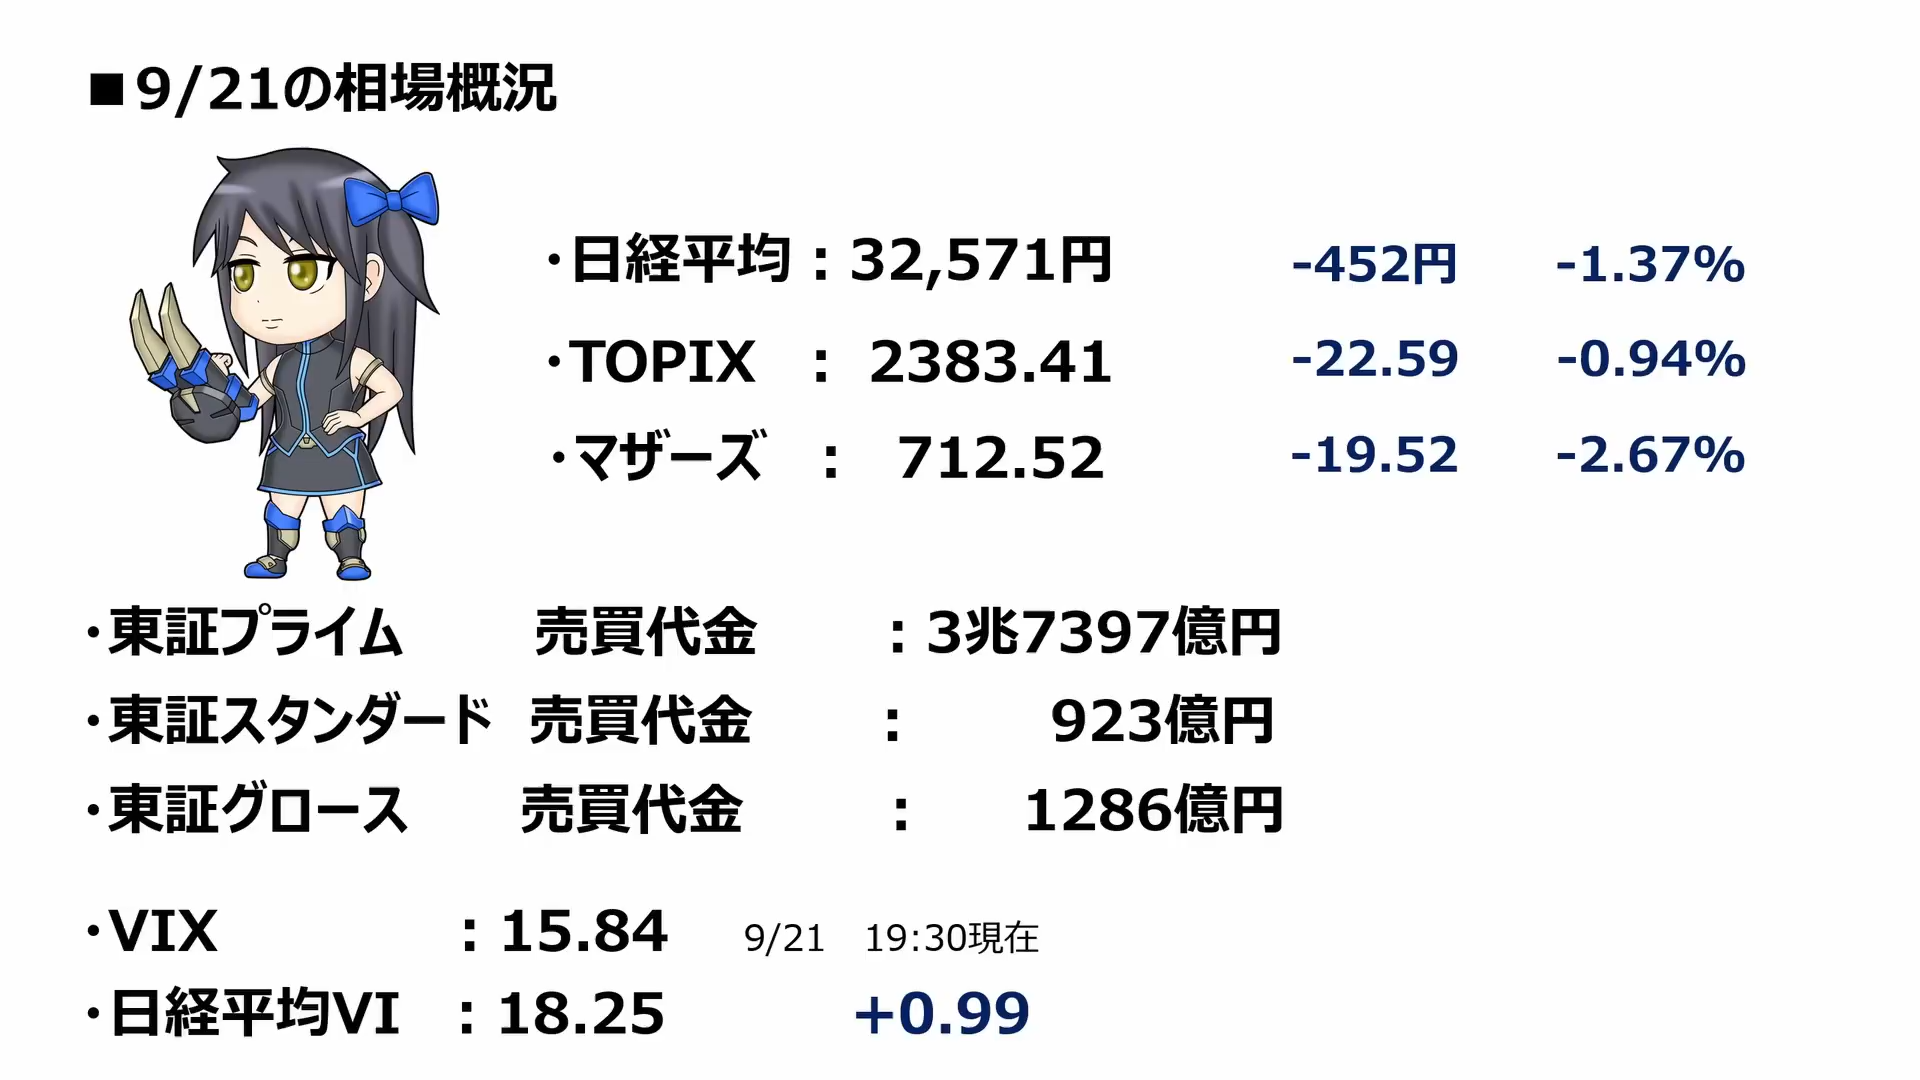 ■9/21の相場概況
・日経平均：32,571円 -452円 -1.37%
・TOPIX ： 2383.41 -22.59 -0.94%
・マザーズ ： 712.52 -19.52 -2.67%
・東証プライム 売買代金 ：3兆7397億円
・東証スタンダード 売買代金 ： 923億円
・東証グロース 売買代金 ： 1286億円
・VIX ：15.84 9/21 19:30現在
・日経平均VI ：18.25 +0.99